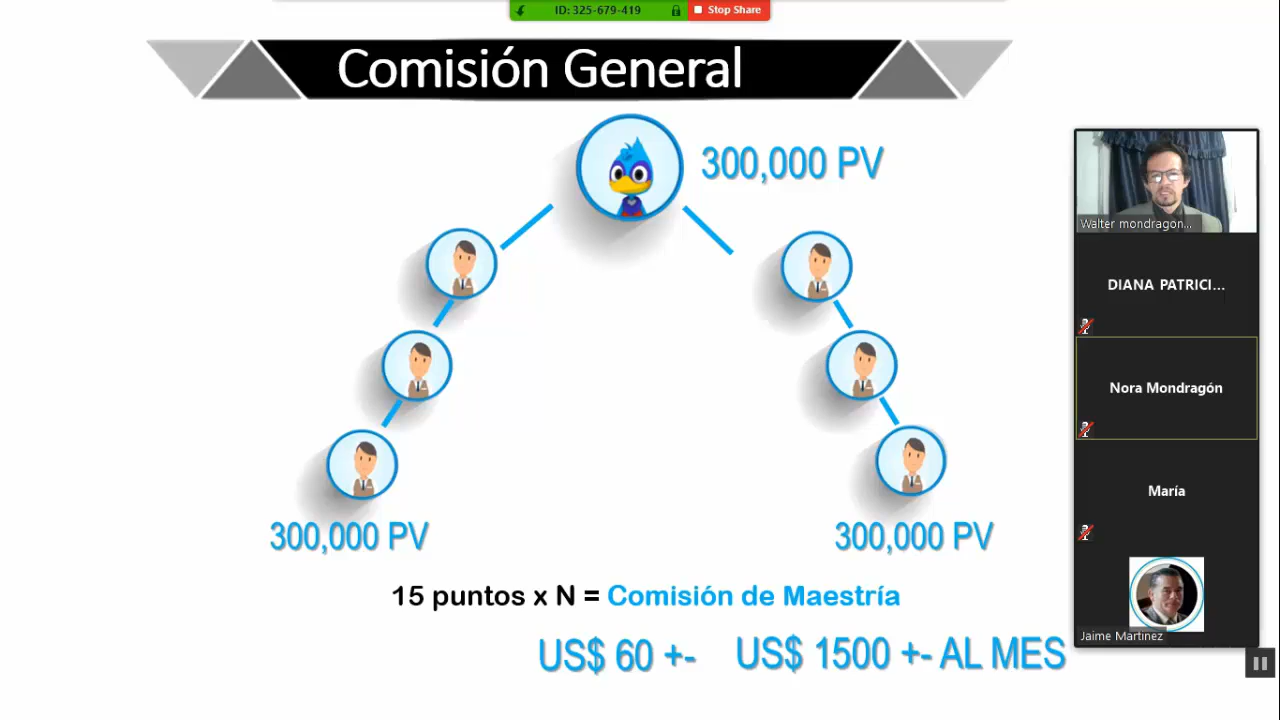 ID: 325-679-419
Stop Share
Comisión General
300,000 PV
300,000 PV
300,000 PV
15 puntos x N = Comisión de Maestría
US$ 60 +-
US$ 1500 +- AL MES
Walter mondragon...
DIANA PATRICI...
Nora Mondragón
María
Jaime Martinez